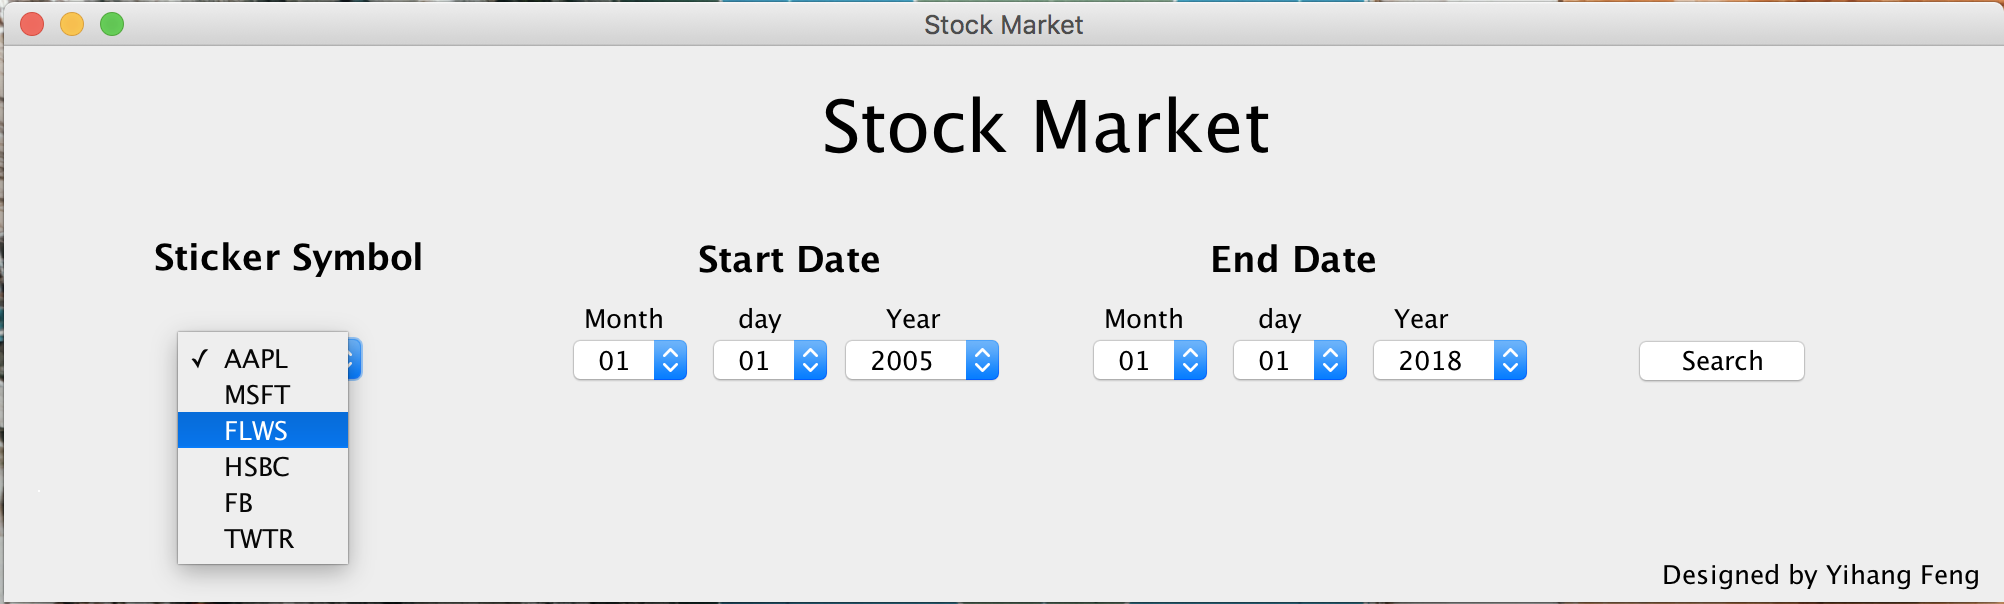 Stock Market
Stock Market
Sticker Symbol
Start Date
End Date
Month day Year
Month day Year
✓ AAPL
MSFT
FLWS
HSBC
FB
TWTR
01 01 2005
01 01 2018
Search
Designed by Yihang Feng